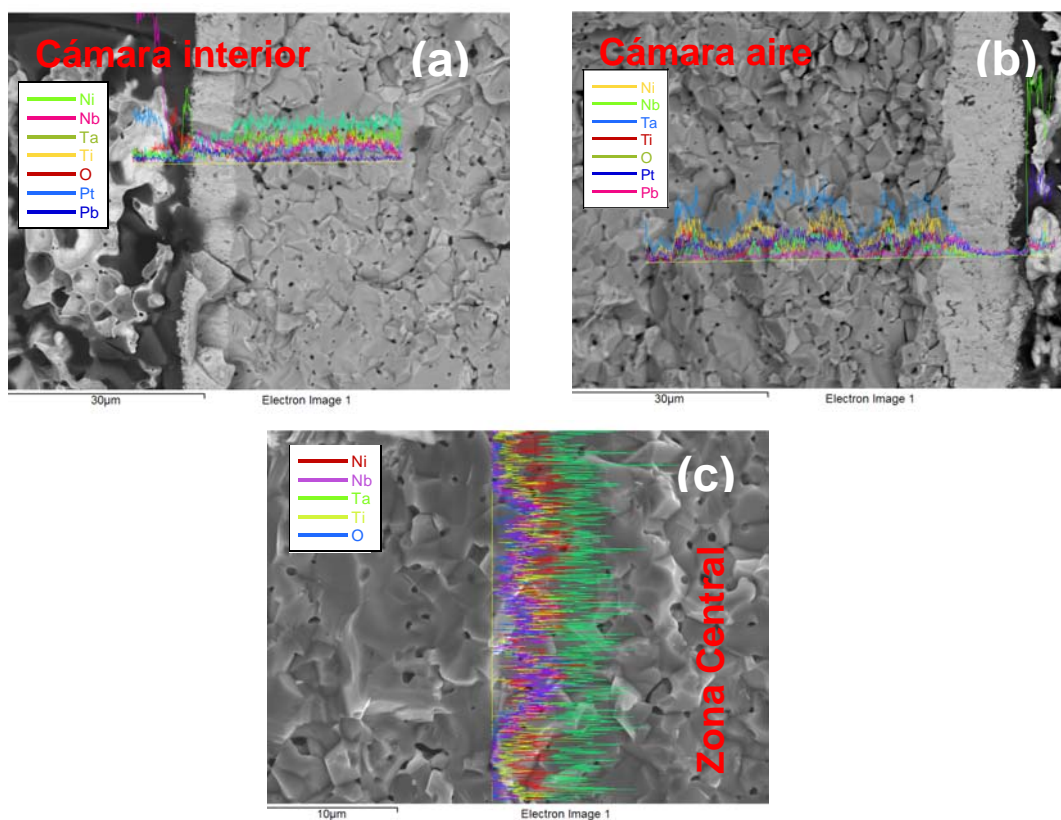 Cámara interior
(a)
Ni
Nb
Ta
Ti
O
Pt
Pb
30µm
Electron Image 1
Cámara aire
(b)
Ni
Nb
Ta
Ti
O
Pt
Pb
30µm
Electron Image 1
(c)
Ni
Nb
Ta
Ti
O
Zona Central
10µm
Electron Image 1